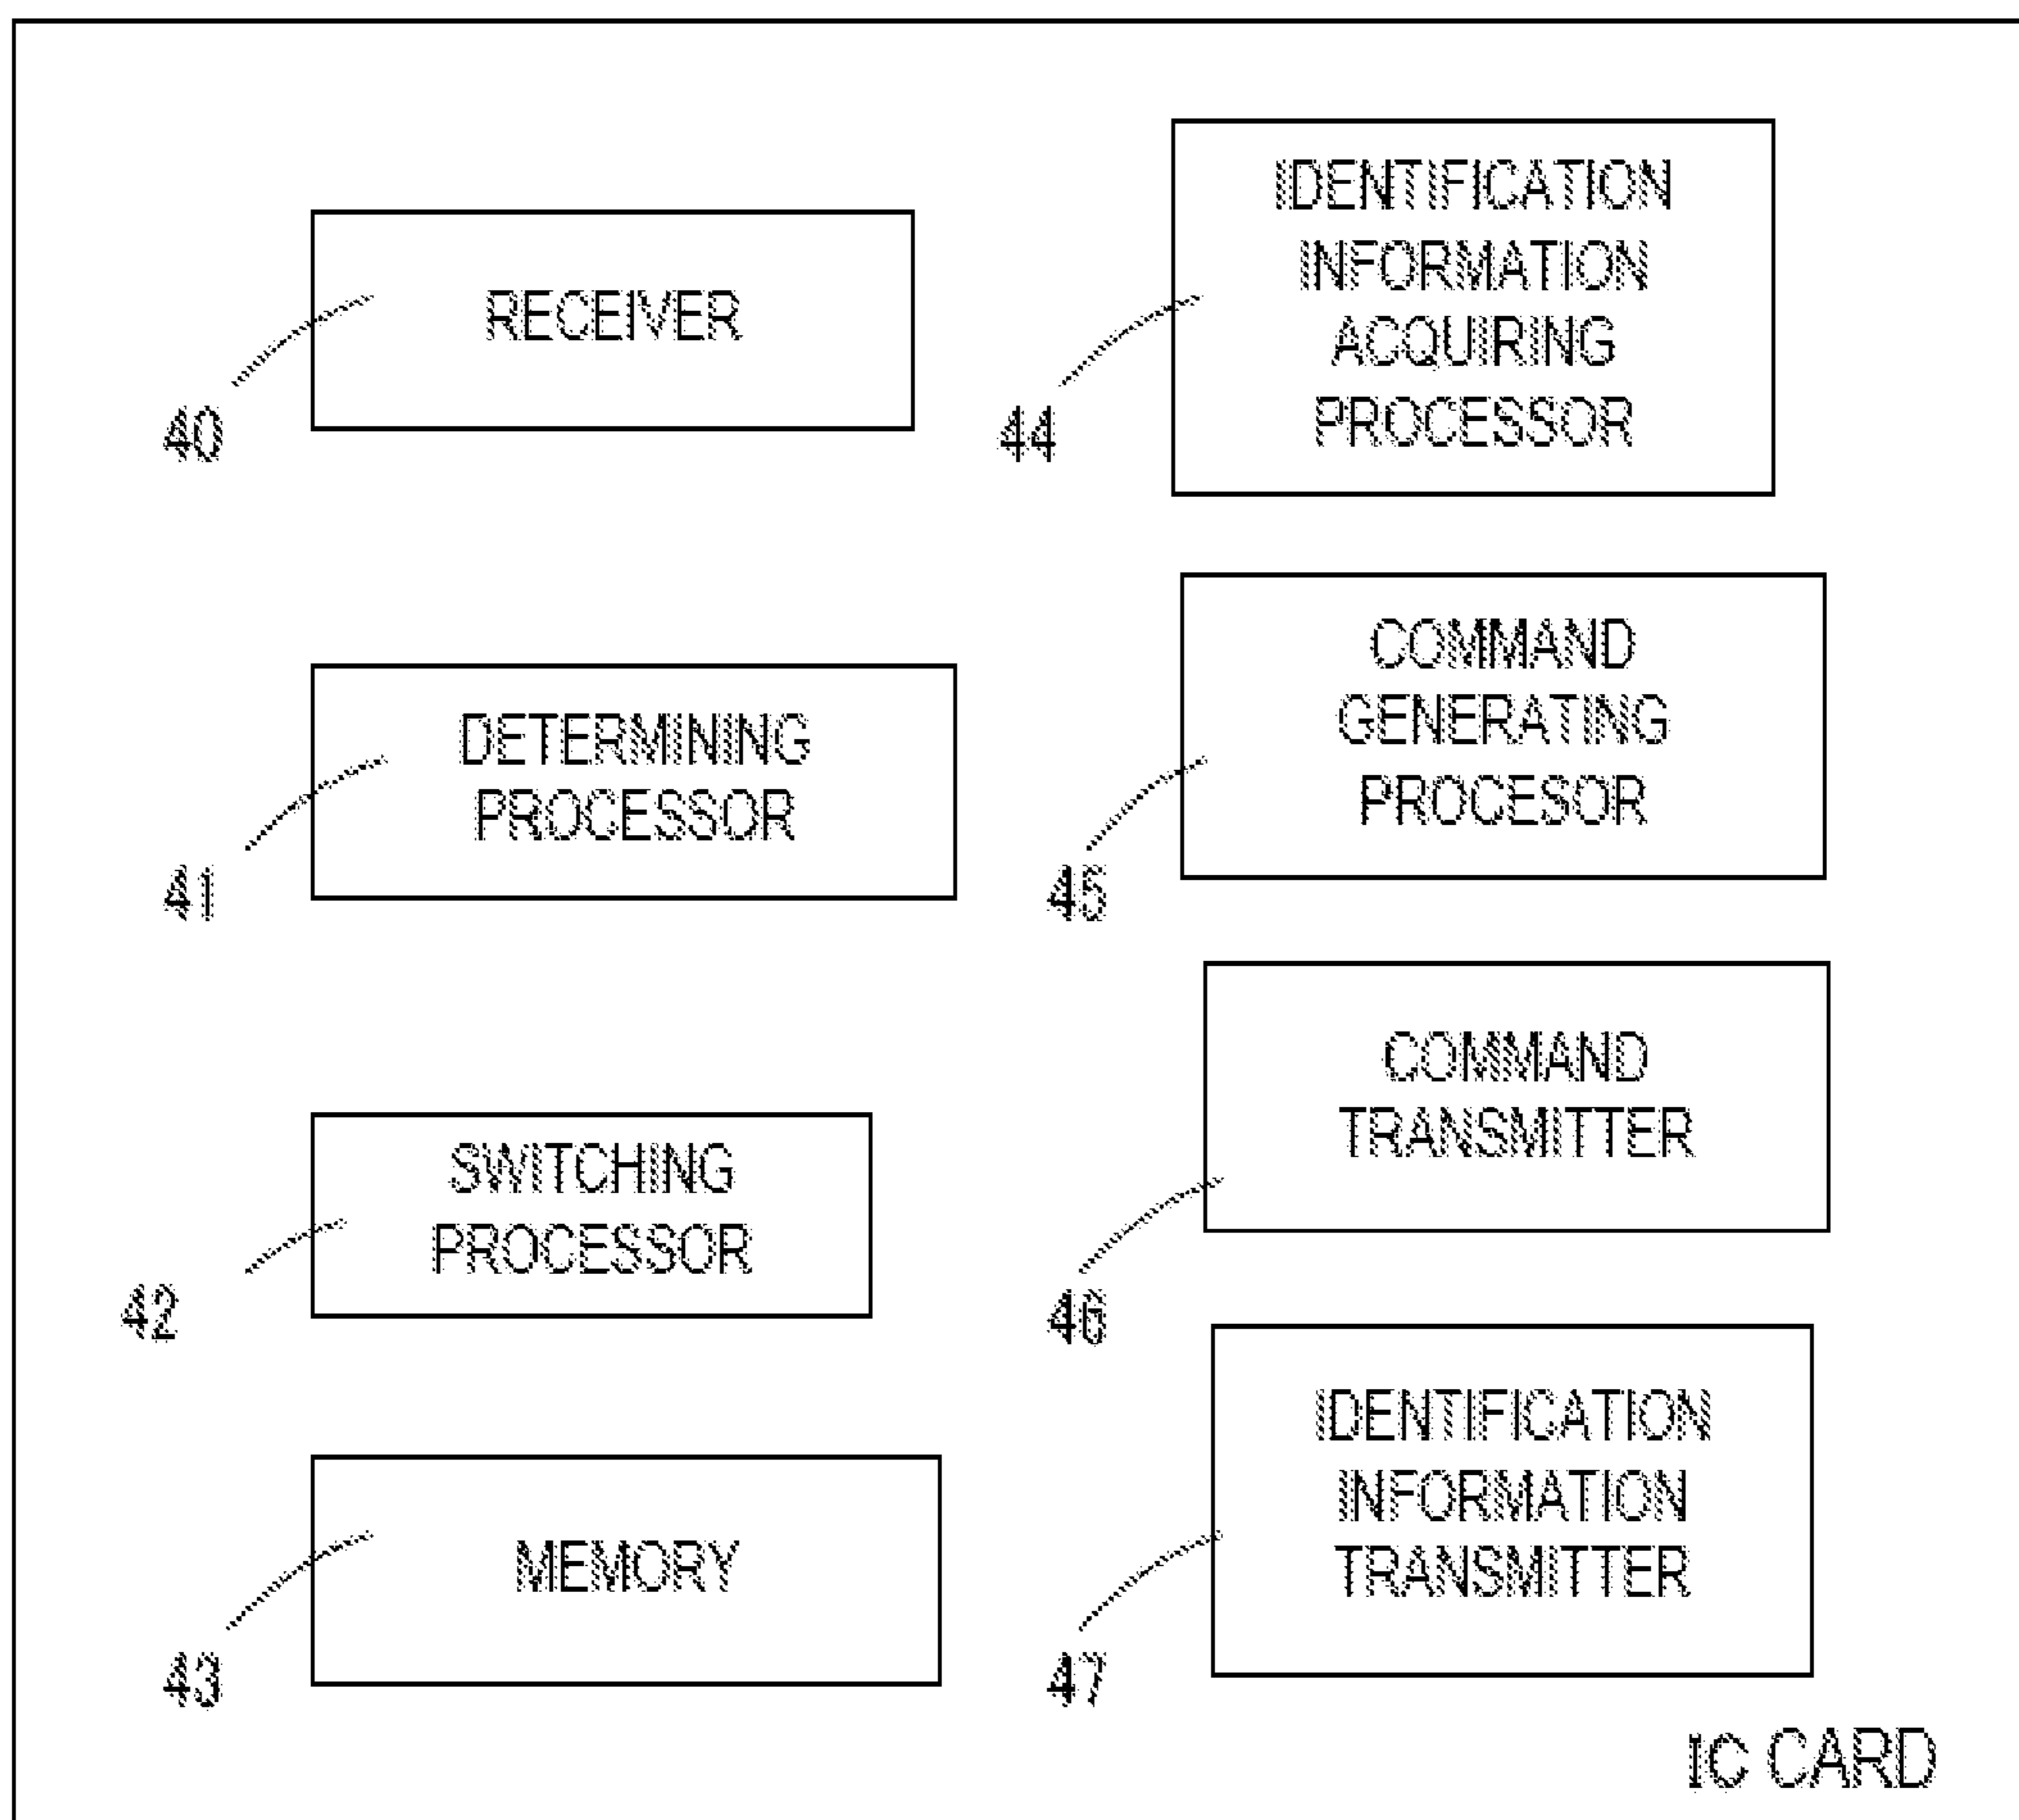 RECEIVER
40
DETERMINING
PROCESSOR
41
SWITCHING
PROCESSOR
42
MEMORY
43
IDENTIFICATION
INFORMATION
ACQUIRING
PROCESSOR
44
COMMAND
GENERATING
PROCESOR
45
COMMAND
TRANSMITTER
46
IDENTIFICATION
INFORMATION
TRANSMITTER
47
IC CARD